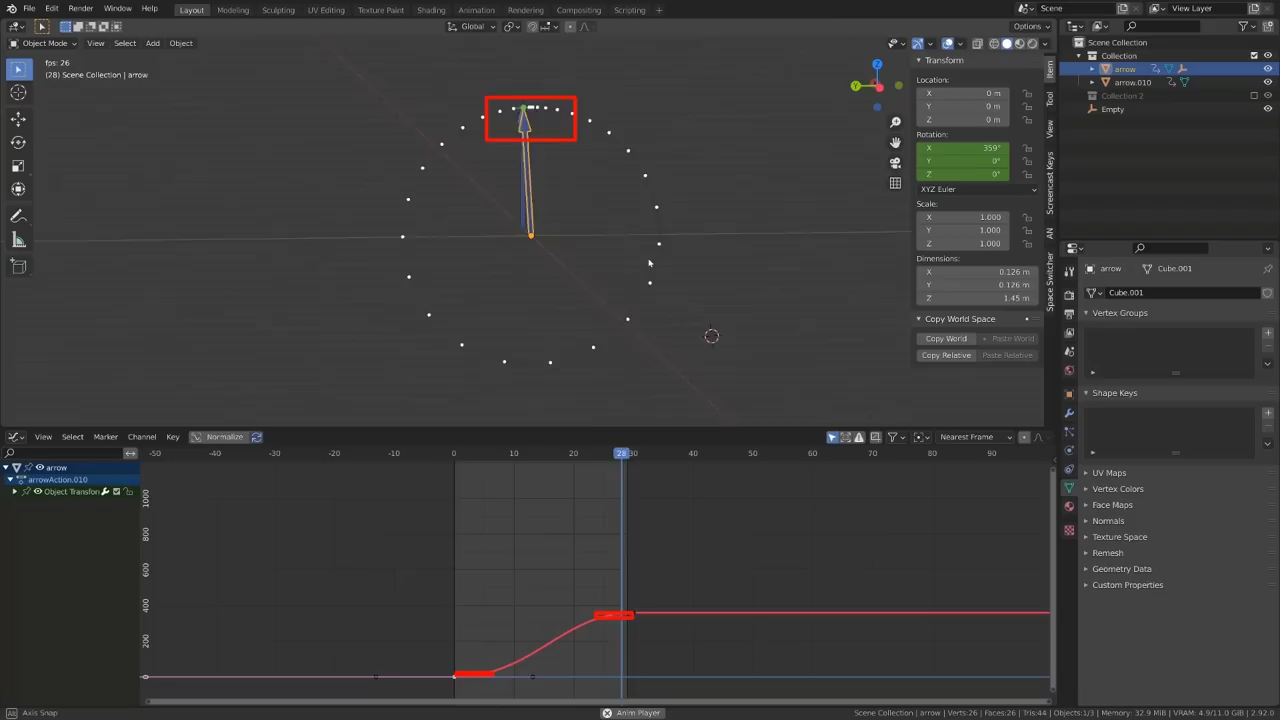 File Edit Render Window Help
Layout Modeling Sculpting UV Editing Texture Paint Shading Animation Rendering Compositing Scripting +
Scene
View Layer
Global
Options
Object Mode View Select Add Object
fps: 26
(28) Scene Collection | arrow
Z
Y
Transform
Location:
X 0 m
Y 0 m
Z 0 m
Rotation:
X 359°
Y 0°
Z 0°
XYZ Euler
Scale:
X 1.000
Y 1.000
Z 1.000
Dimensions:
X 0.126 m
Y 0.126 m
Z 1.45 m
Copy World Space
Copy World Paste World
Copy Relative Paste Relative
Item
Tool
View
Screencast Keys
AN
Space Switcher
Scene Collection
Collection
arrow
arrow.010
Collection 2
Empty
arrow Cube.001
Cube.001
Vertex Groups
Shape Keys
UV Maps
Vertex Colors
Face Maps
Normals
Texture Space
Remesh
Geometry Data
Custom Properties
View Select Marker Channel Key Normalize
Nearest Frame
arrow
arrowAction.010
Object Transfon
-50 -40 -30 -20 -10 0 10 20 28 30 40 50 60 70 80 90
1000
800
600
400
200
0
Axis Snap
Anim Player
Scene Collection | arrow | Verts:26 | Faces:26 | Tris:44 | Objects:1/3 | Memory: 32.9 MiB | VRAM: 4.9/11.0 GiB | 2.92.0